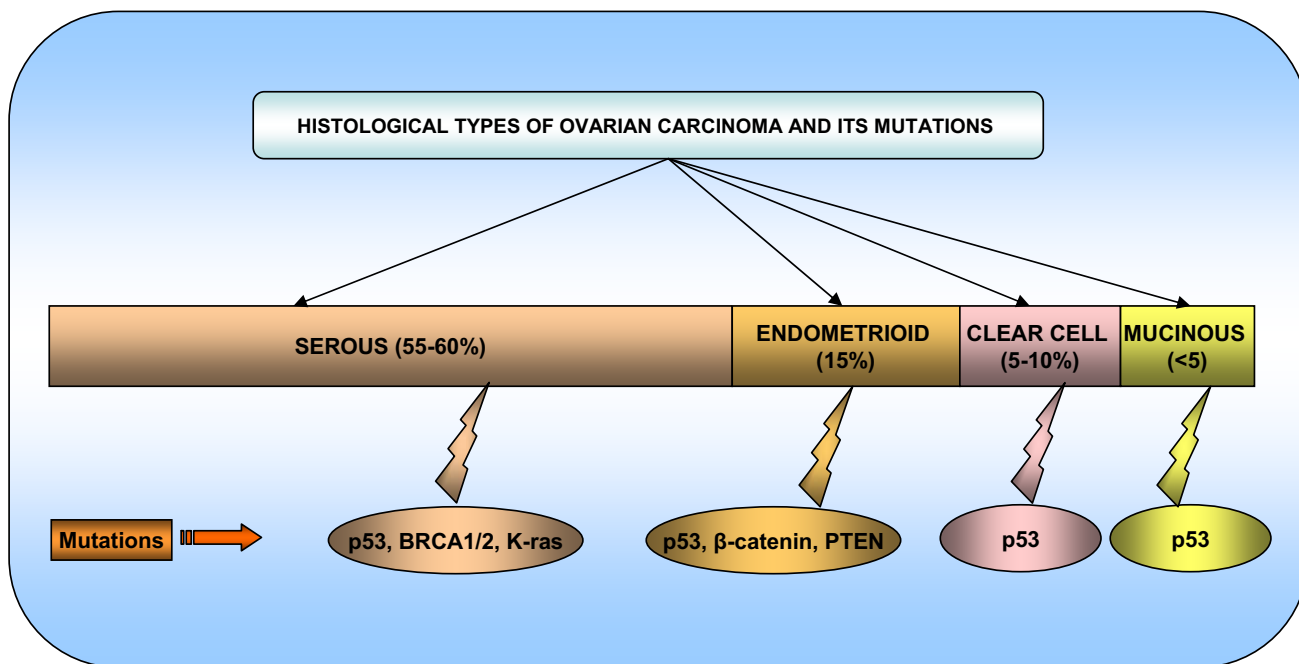 HISTOLOGICAL TYPES OF OVARIAN CARCINOMA AND ITS MUTATIONS
SEROUS (55-60%)
ENDOMETRIOID
(15%)
CLEAR CELL
(5-10%)
MUCINOUS
(<5)
Mutations
p53, BRCA1/2, K-ras
p53, β-catenin, PTEN
p53
p53